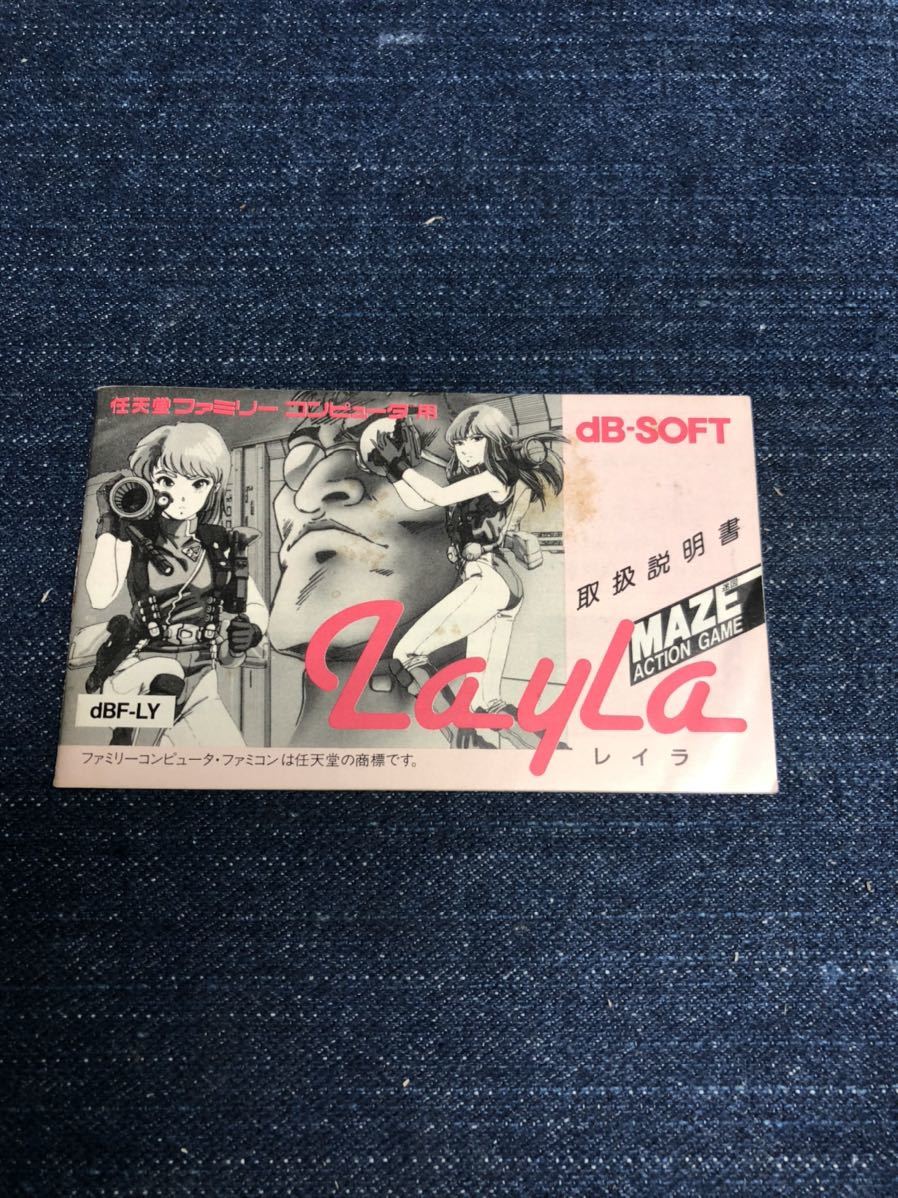 任天堂ファミリーコンピュータ用
dB-SOFT
取扱説明書
迷図
MAZE
ACTION GAME
Layla
レイラ
dBF-LY
ファミリーコンピュータ・ファミコンは任天堂の商標です。